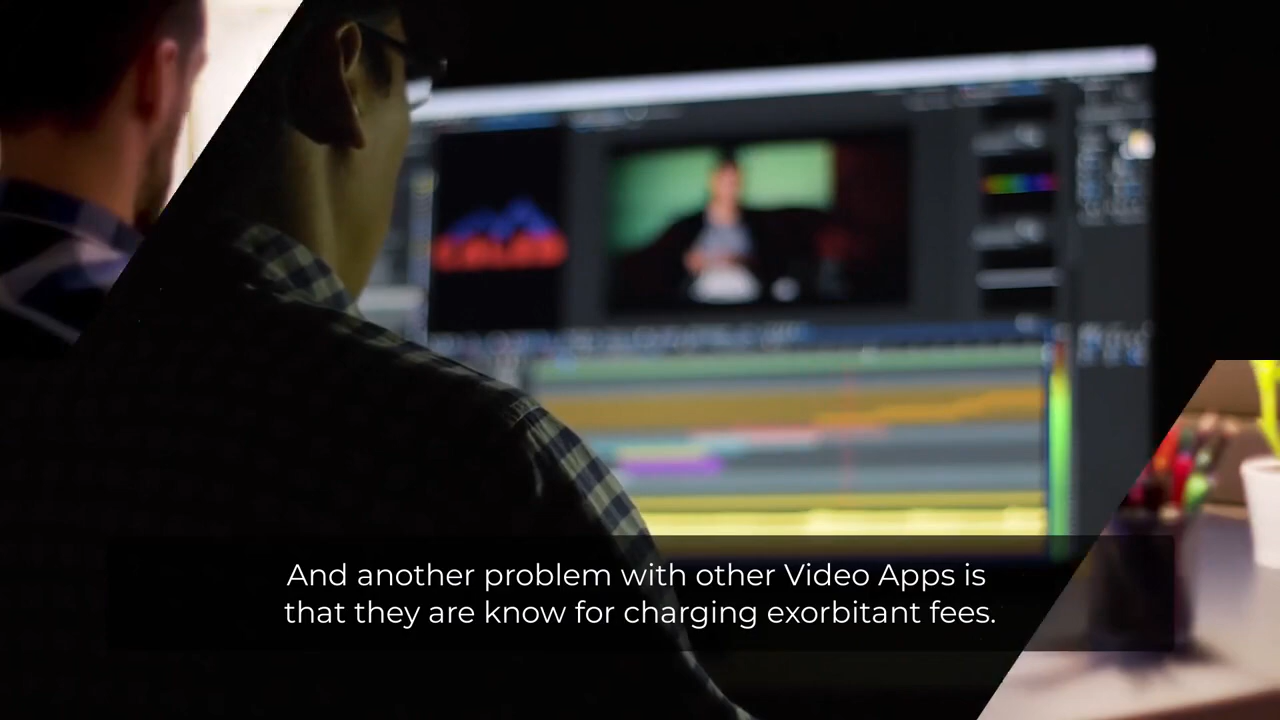 And another problem with other Video Apps is
that they are know for charging exorbitant fees.